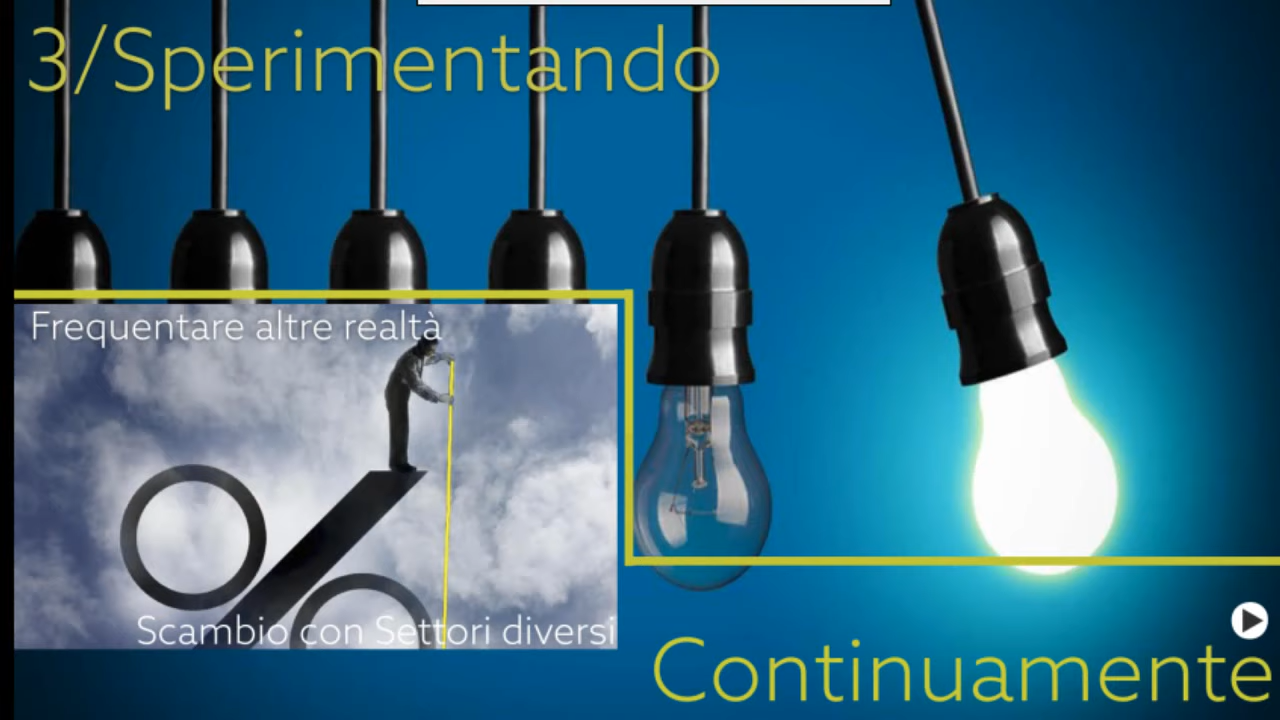 3/Sperimentando
Frequentare altre realtà
Scambio con Settori diversi
Continuamente